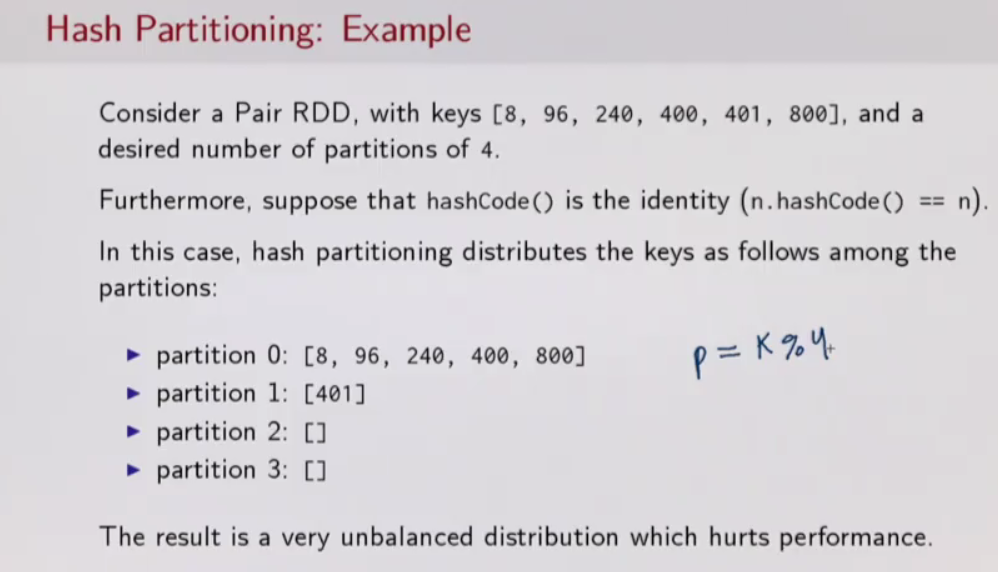 Hash Partitioning: Example
Consider a Pair RDD, with keys [8, 96, 240, 400, 401, 800], and a
desired number of partitions of 4.
Furthermore, suppose that hashCode() is the identity (n.hashCode() == n).
In this case, hash partitioning distributes the keys as follows among the
partitions:
▶ partition 0: [8, 96, 240, 400, 800]
p = K % 4
▶ partition 1: [401]
▶ partition 2: []
▶ partition 3: []
The result is a very unbalanced distribution which hurts performance.